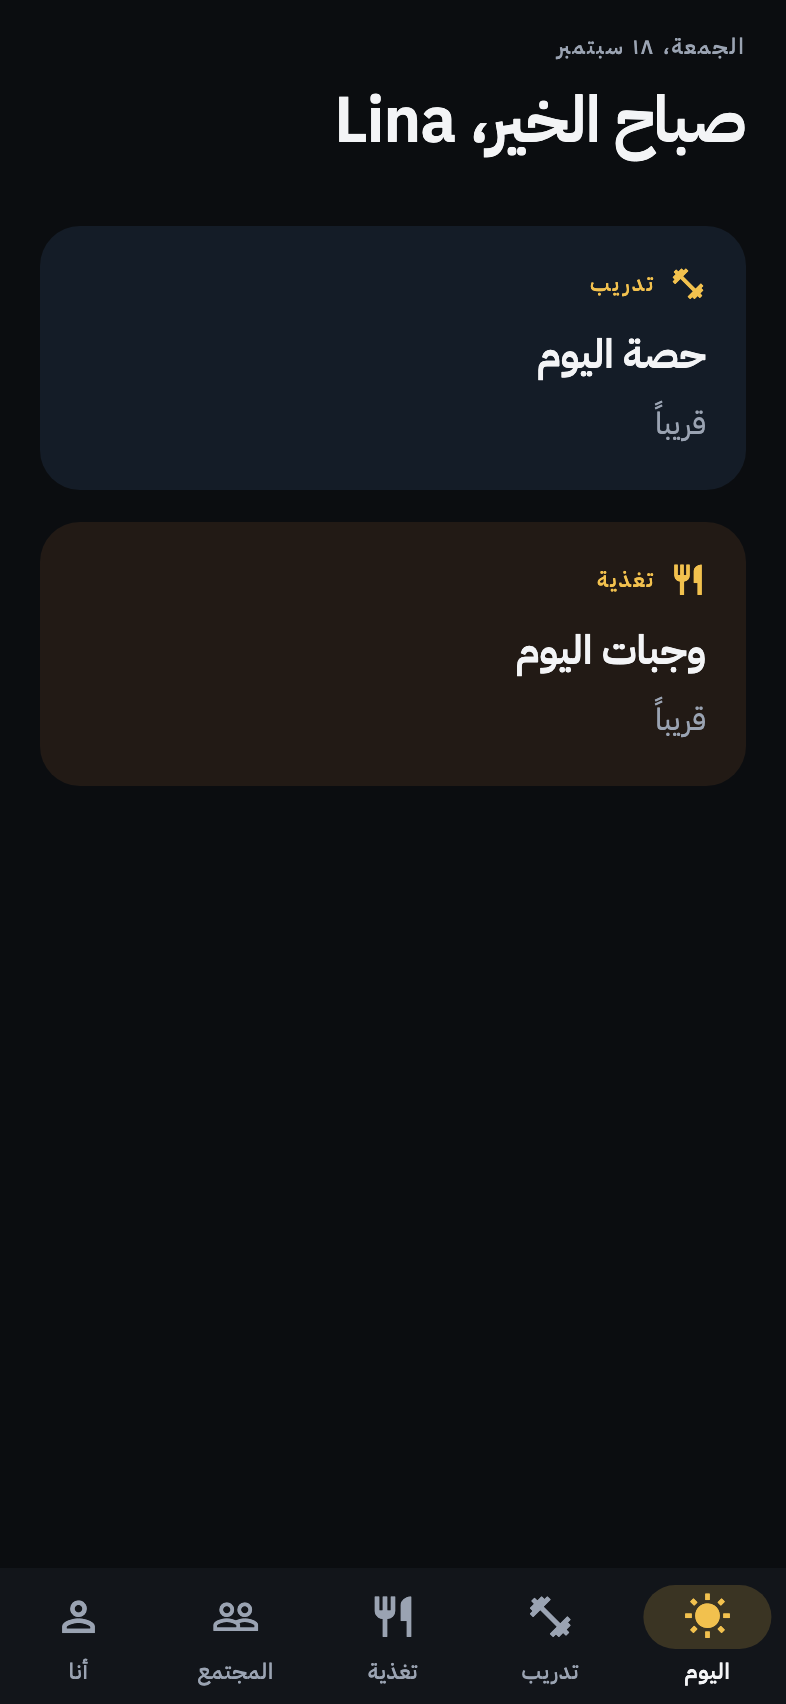 الجمعة، ١٨ سبتمبر
صباح الخير، Lina
تدريب
حصة اليوم
قريباً
تغذية
وجبات اليوم
قريباً
اليوم
تدريب
تغذية
المجتمع
أنا